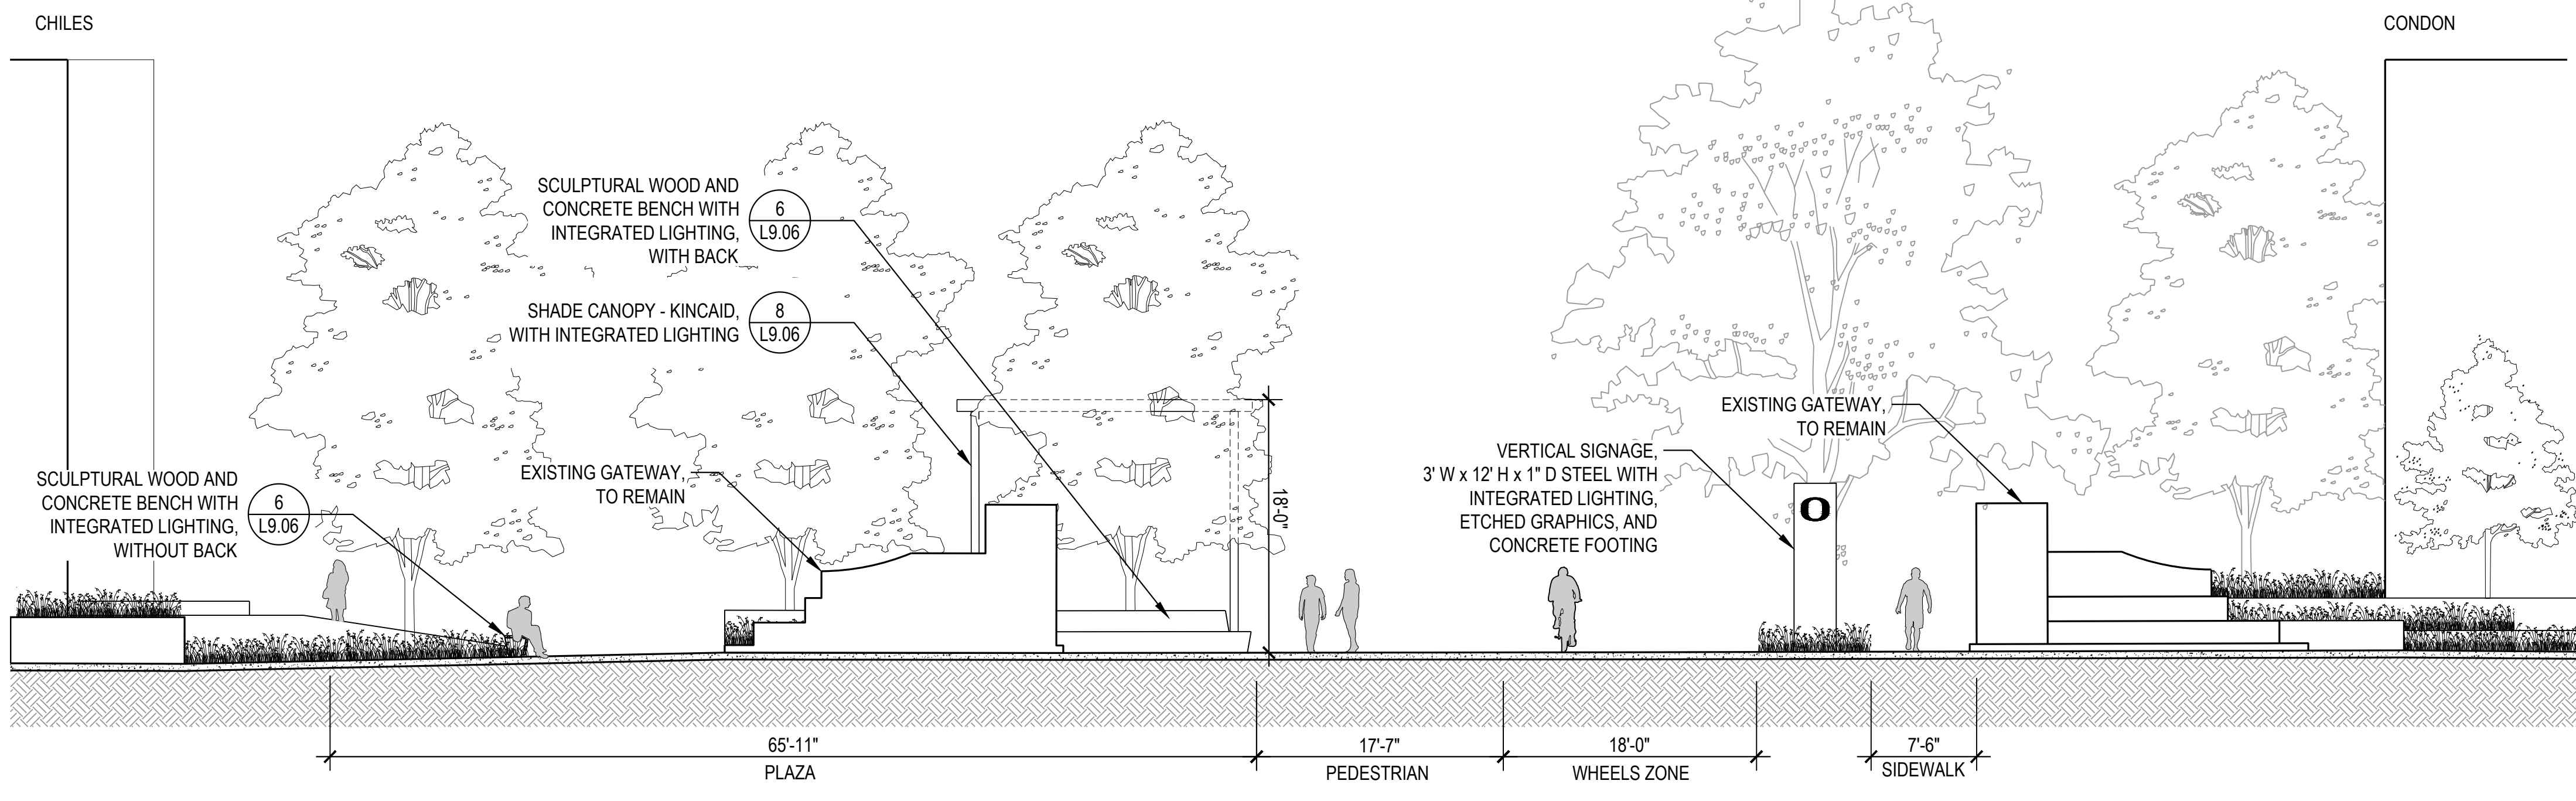 CHILES
CONDON
SCULPTURAL WOOD AND
CONCRETE BENCH WITH
INTEGRATED LIGHTING,
WITH BACK
6
L9.06
SHADE CANOPY - KINCAID,
WITH INTEGRATED LIGHTING
8
L9.06
SCULPTURAL WOOD AND
CONCRETE BENCH WITH
INTEGRATED LIGHTING,
WITHOUT BACK
6
L9.06
EXISTING GATEWAY,
TO REMAIN
18'-0"
VERTICAL SIGNAGE,
3' W x 12' H x 1" D STEEL WITH
INTEGRATED LIGHTING,
ETCHED GRAPHICS, AND
CONCRETE FOOTING
O
EXISTING GATEWAY,
TO REMAIN
65'-11"
PLAZA
17'-7"
PEDESTRIAN
18'-0"
WHEELS ZONE
7'-6"
SIDEWALK